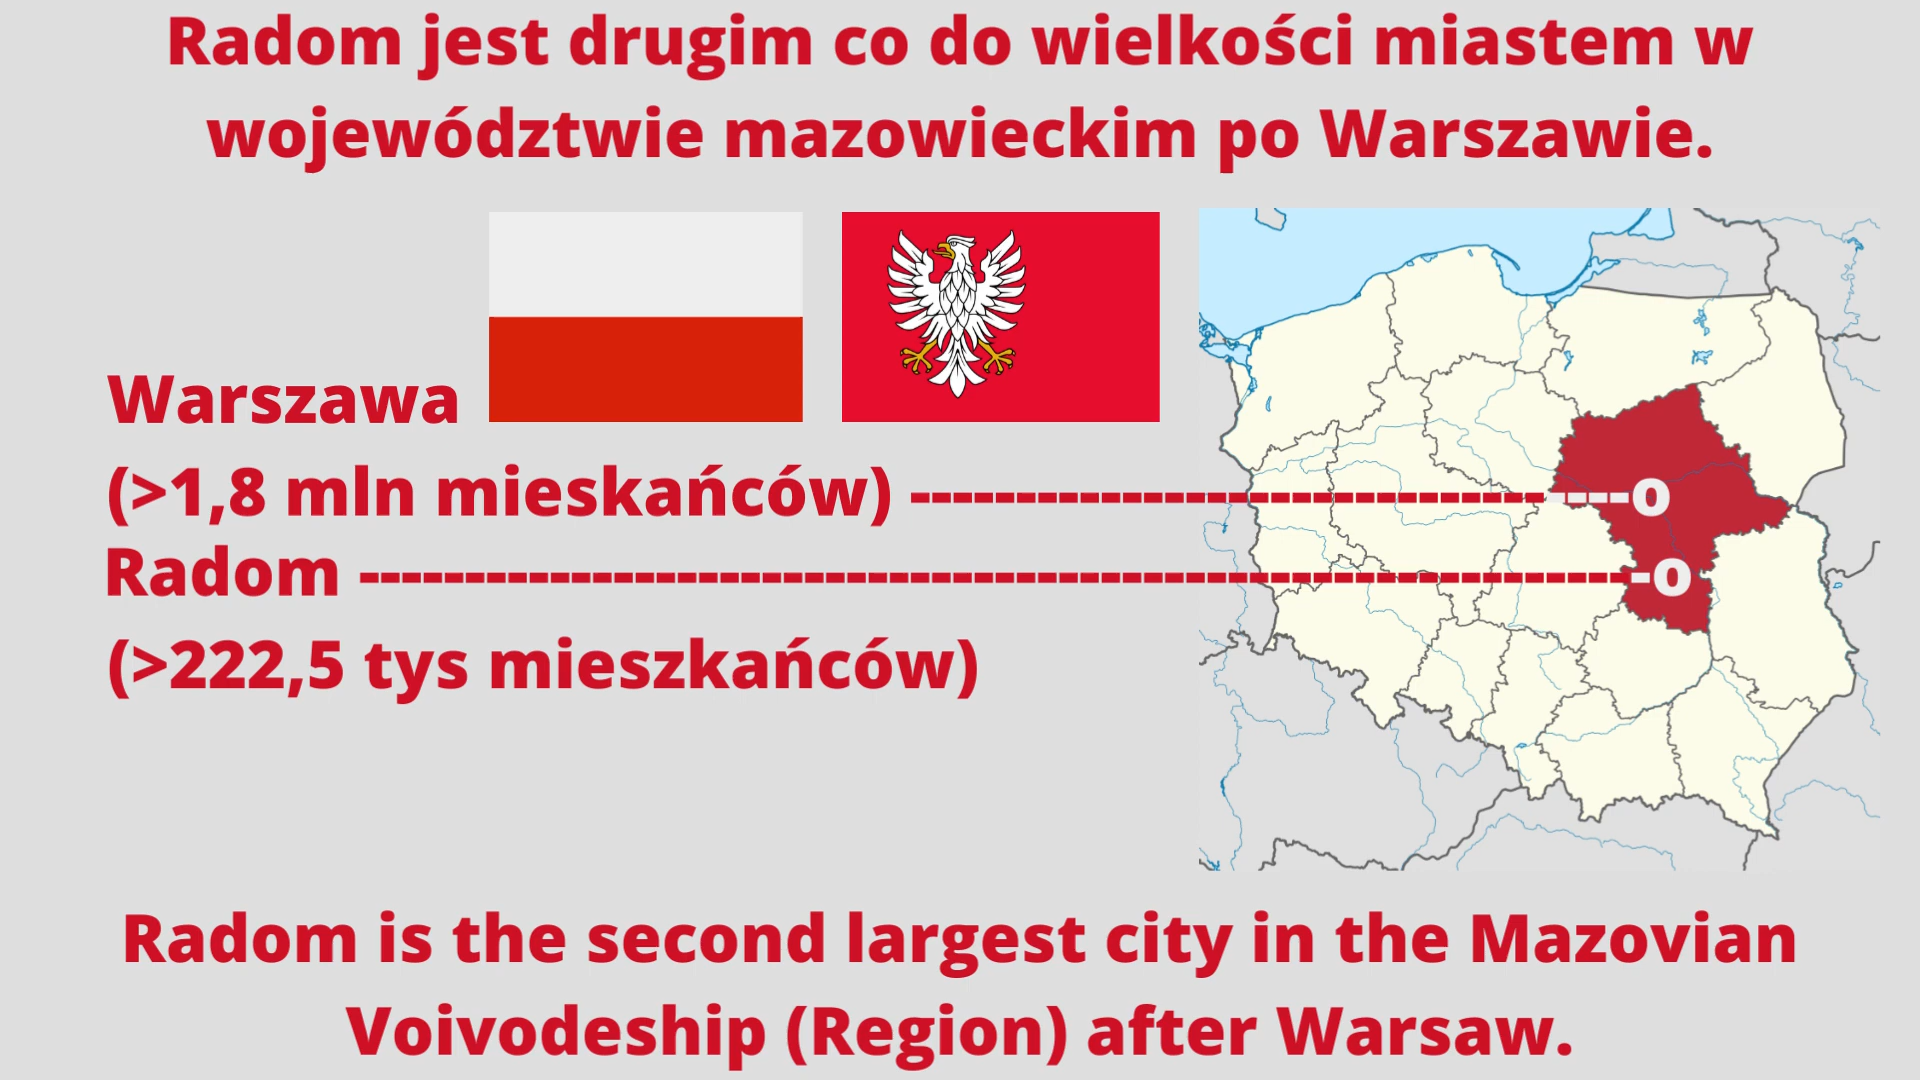 Radom jest drugim co do wielkości miastem w
województwie mazowieckim po Warszawie.
Warszawa
(>1,8 mln mieskańców) ----------------------------------o
Radom -------------------------------------------------------------o
(>222,5 tys mieszkańców)
Radom is the second largest city in the Mazovian
Voivodeship (Region) after Warsaw.